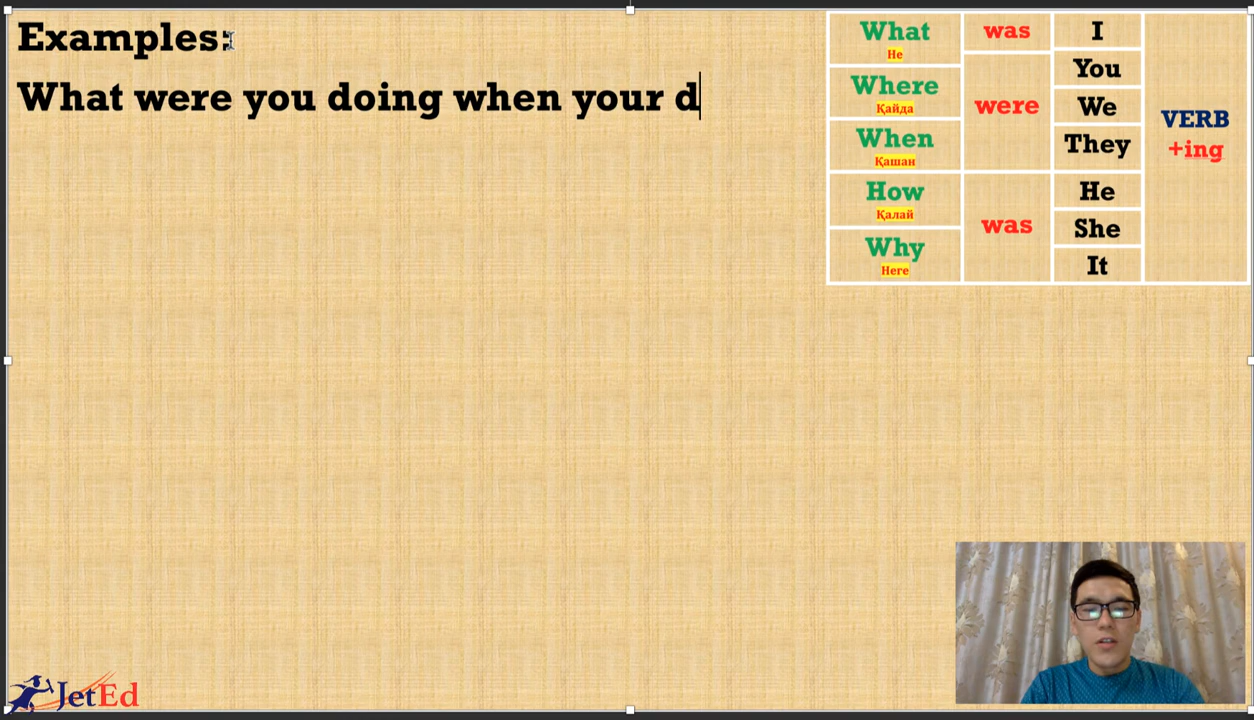 Examples:
What were you doing when your d
What
Не
Where
Қайда
When
Қашан
How
Қалай
Why
Неге
was
were
was
I
You
We
They
He
She
It
VERB
+ing
JetEd